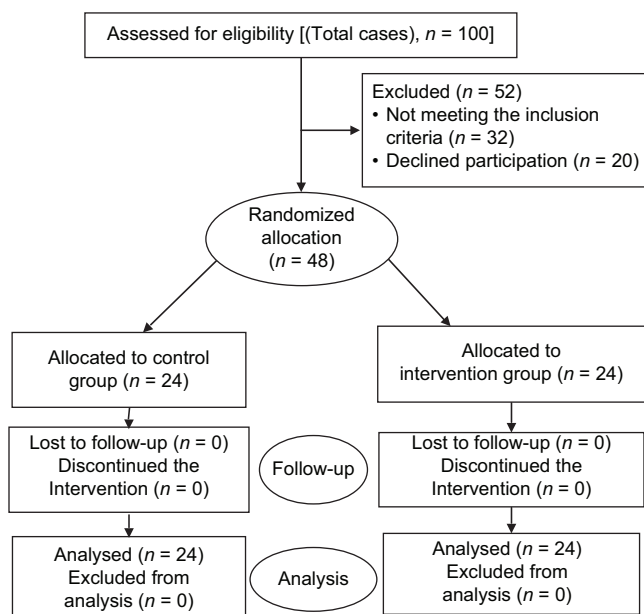 Assessed for eligibility [(Total cases), n = 100]
Excluded (n = 52)
• Not meeting the inclusion
criteria (n = 32)
• Declined participation (n = 20)
Randomized
allocation
(n = 48)
Allocated to control
group (n = 24)
Allocated to
intervention group (n = 24)
Lost to follow-up (n = 0)
Discontinued the
Intervention (n = 0)
Follow-up
Lost to follow-up (n = 0)
Discontinued the
Intervention (n = 0)
Analysed (n = 24)
Excluded from
analysis (n = 0)
Analysis
Analysed (n = 24)
Excluded from
analysis (n = 0)